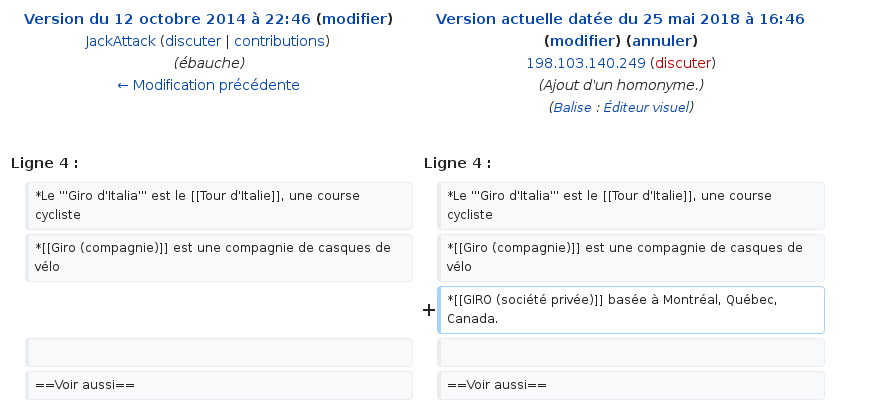 Version du 12 octobre 2014 à 22:46 (modifier)
JackAttack (discuter | contributions)
(ébauche)
← Modification précédente
Version actuelle datée du 25 mai 2018 à 16:46
(modifier) (annuler)
198.103.140.249 (discuter)
(Ajout d'un homonyme.)
(Balise : Éditeur visuel)
Ligne 4 :
Ligne 4 :
*Le '''Giro d'Italia''' est le [[Tour d'Italie]], une course
cycliste
*Le '''Giro d'Italia''' est le [[Tour d'Italie]], une course
cycliste
*[[Giro (compagnie)]] est une compagnie de casques de
vélo
*[[Giro (compagnie)]] est une compagnie de casques de
vélo
+
*[[GIRO (société privée)]] basée à Montréal, Québec,
Canada.
==Voir aussi==
==Voir aussi==